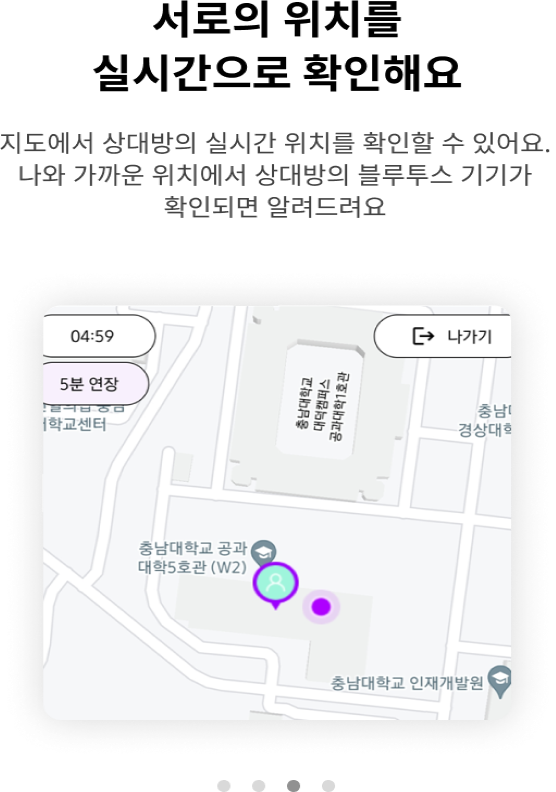 서로의 위치를
실시간으로 확인해요
지도에서 상대방의 실시간 위치를 확인할 수 있어요.
나와 가까운 위치에서 상대방의 블루투스 기기가
확인되면 알려드려요
04:59
나가기
5분 연장
충남대학교
대덕캠퍼스
공과대학1호관
학교센터
충남
경상대학
충남대학교 공과
대학5호관 (W2)
충남대학교 인재개발원